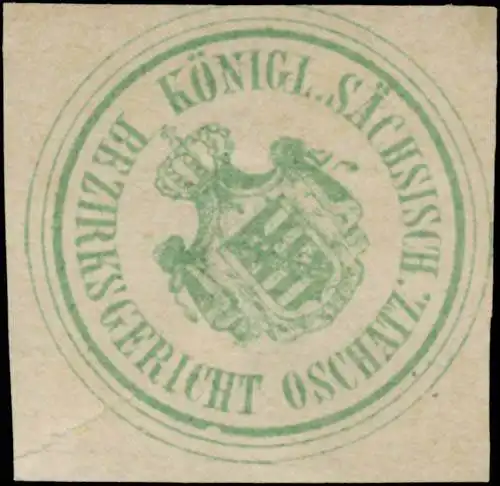 KÖNIGL. SÄCHSISCH.
BEZIRKSGERICHT OSCHATZ.